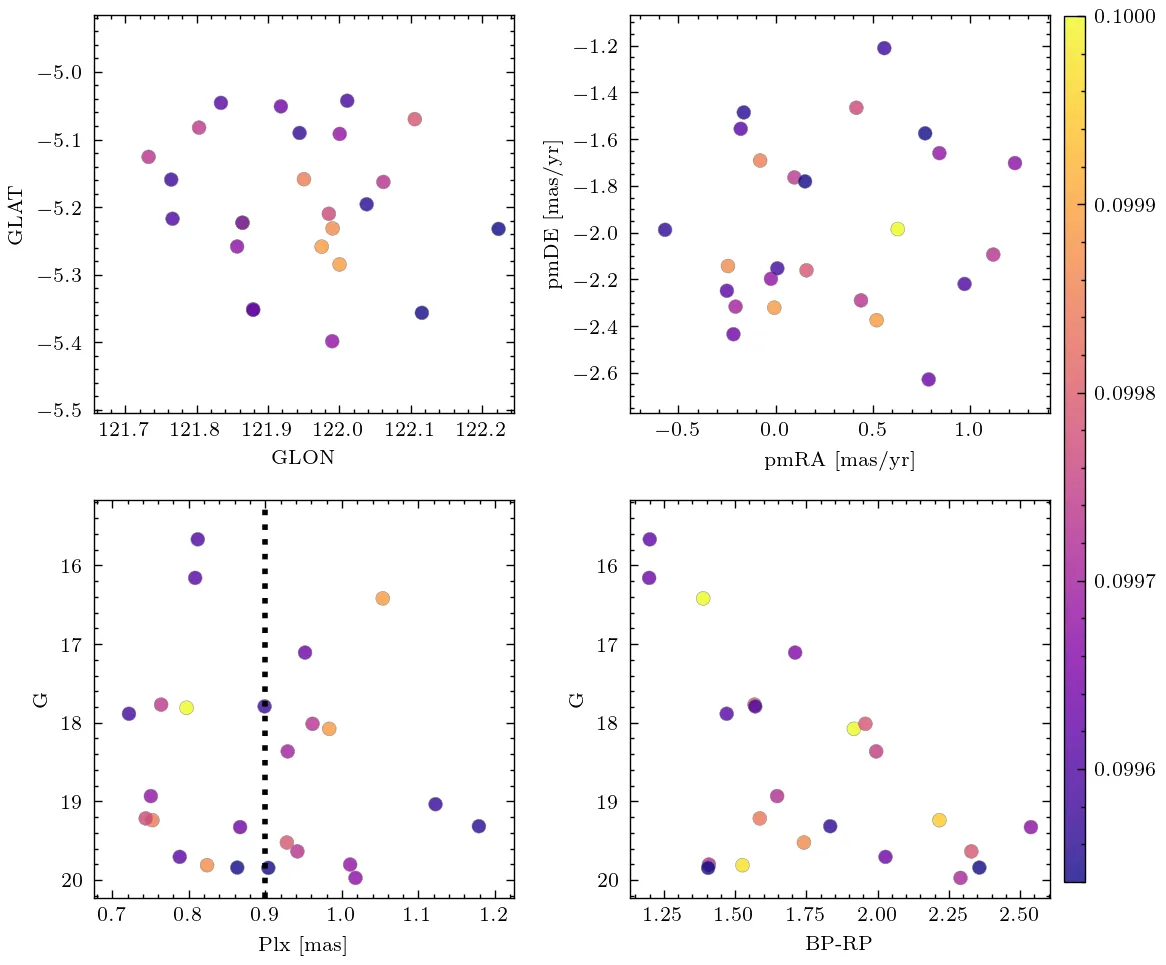 −5.0
−5.1
−5.2
−5.3
−5.4
−5.5
GLAT
121.7 121.8 121.9 122.0 122.1 122.2
GLON
−1.2
−1.4
−1.6
−1.8
−2.0
−2.2
−2.4
−2.6
pmDE [mas/yr]
−0.5 0.0 0.5 1.0
pmRA [mas/yr]
16
17
18
19
20
G
0.7 0.8 0.9 1.0 1.1 1.2
Plx [mas]
16
17
18
19
20
G
1.25 1.50 1.75 2.00 2.25 2.50
BP-RP
0.1000
0.0999
0.0998
0.0997
0.0996